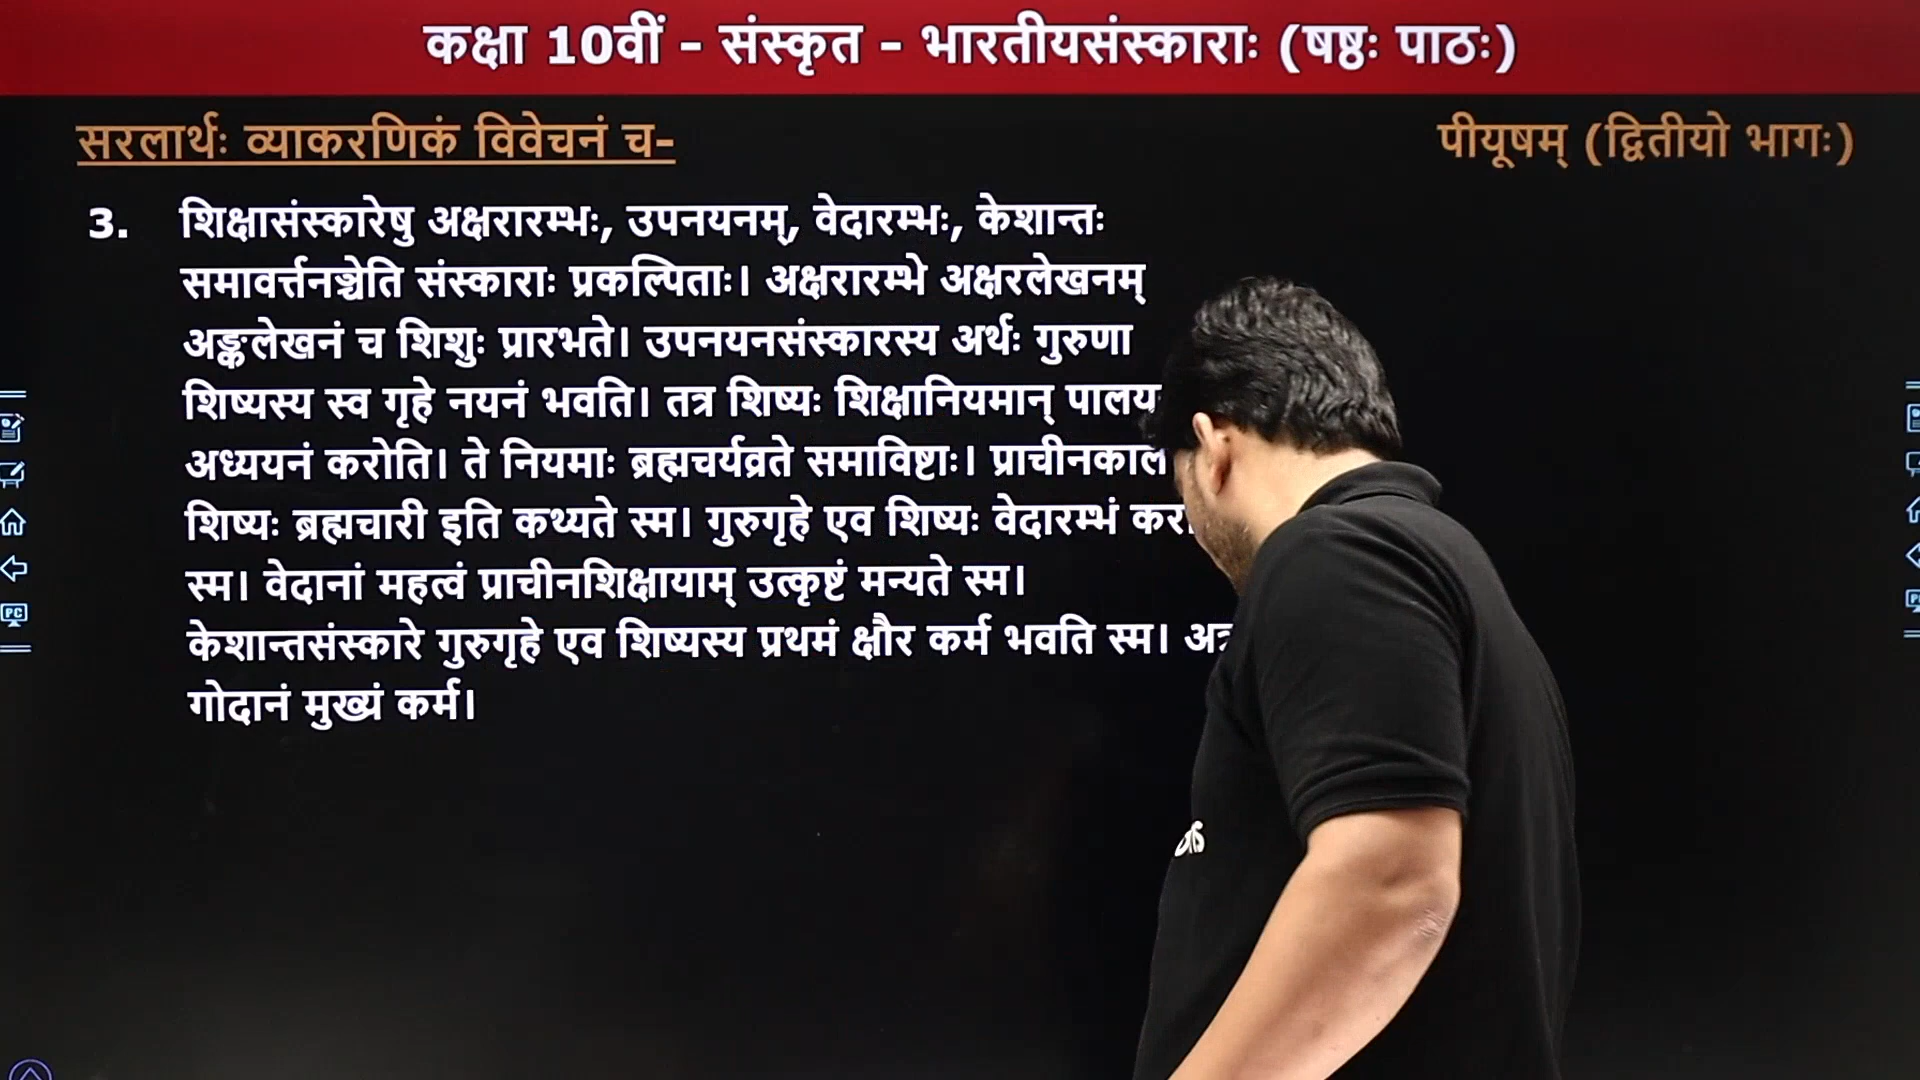 कक्षा 10वीं - संस्कृत - भारतीयसंस्काराः (षष्ठः पाठः)
सरलार्थः व्याकरणिकं विवेचनं च-
पीयूषम् (द्वितीयो भागः)
3. शिक्षासंस्कारेषु अक्षरारम्भः, उपनयनम्, वेदारम्भः, केशान्तः
समावर्त्तनञ्चेति संस्काराः प्रकल्पिताः। अक्षरारम्भे अक्षरलेखनम्
अङ्कलेखनं च शिशुः प्रारभते। उपनयनसंस्कारस्य अर्थः गुरुणा
शिष्यस्य स्व गृहे नयनं भवति। तत्र शिष्यः शिक्षानियमान्
अध्ययनं करोति। ते नियमाः ब्रह्मचर्यव्रते समाविष्टाः।
शिष्यः ब्रह्मचारी इति कथ्यते स्म। गुरुगृहे एव शिष्यः वेदारम्भं
स्म। वेदानां महत्वं प्राचीनशिक्षायाम् उत्कृष्टं मन्यते स्म।
केशान्तसंस्कारे गुरुगृहे एव शिष्यस्य प्रथमं क्षौर कर्म भवति स्म। अत्र
गोदानं मुख्यं कर्म।
PC